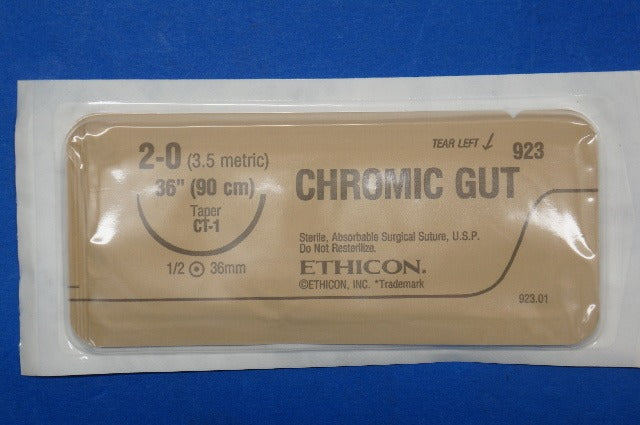 2-0 (3.5 metric)
36" (90 cm)
Taper
CT-1
1/2 36mm
TEAR LEFT
923
CHROMIC GUT
Sterile, Absorbable Surgical Suture, U.S.P.
Do Not Resterilize.
ETHICON.
©ETHICON, INC. *Trademark
923.01